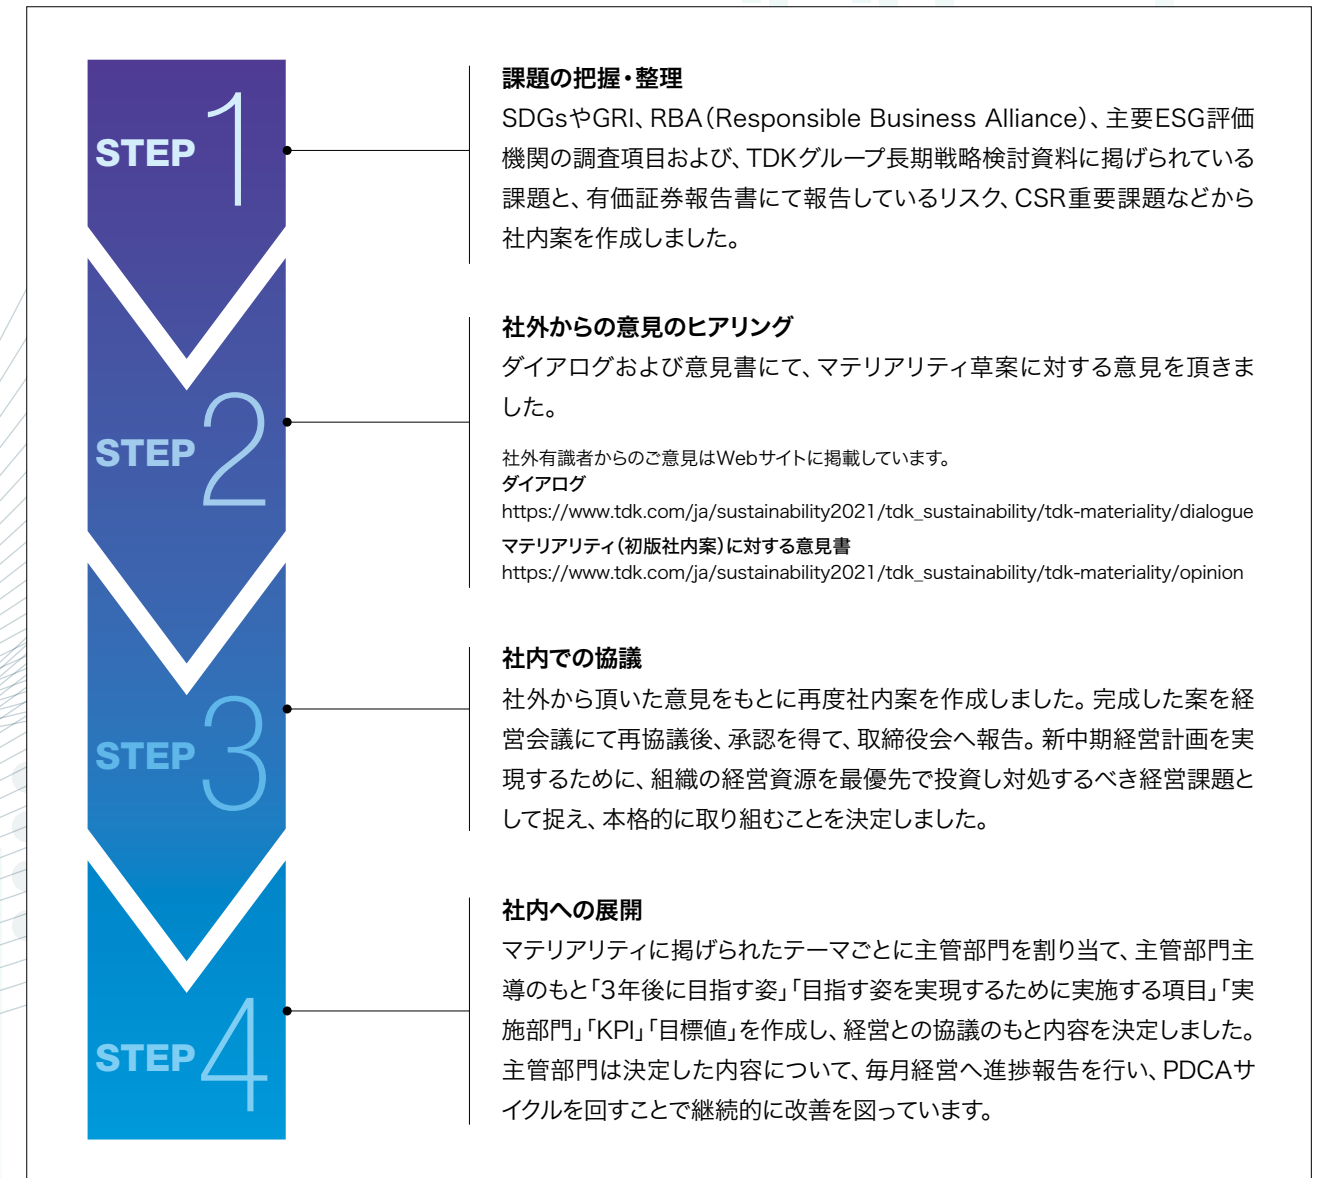 STEP 1
課題の把握・整理
SDGsやGRI、RBA（Responsible Business Alliance）、主要ESG評価
機関の調査項目および、TDKグループ長期戦略検討資料に掲げられている
課題と、有価証券報告書にて報告しているリスク、CSR重要課題などから
社内案を作成しました。
STEP 2
社外からの意見のヒアリング
ダイアログおよび意見書にて、マテリアリティ草案に対する意見を頂きま
した。
社外有識者からのご意見はWebサイトに掲載しています。
ダイアログ
https://www.tdk.com/ja/sustainability2021/tdk_sustainability/tdk-materiality/dialogue
マテリアリティ（初版社内案）に対する意見書
https://www.tdk.com/ja/sustainability2021/tdk_sustainability/tdk-materiality/opinion
STEP 3
社内での協議
社外から頂いた意見をもとに再度社内案を作成しました。完成した案を経
営会議にて再協議後、承認を得て、取締役会へ報告。新中期経営計画を実
現するために、組織の経営資源を最優先で投資し対処するべき経営課題と
して捉え、本格的に取り組むことを決定しました。
STEP 4
社内への展開
マテリアリティに掲げられたテーマごとに主管部門を割り当て、主管部門主
導のもと「3年後に目指す姿」「目指す姿を実現するために実施する項目」「実
施部門」「KPI」「目標値」を作成し、経営との協議のもと内容を決定しました。
主管部門は決定した内容について、毎月経営へ進捗報告を行い、PDCAサ
イクルを回すことで継続的に改善を図っています。